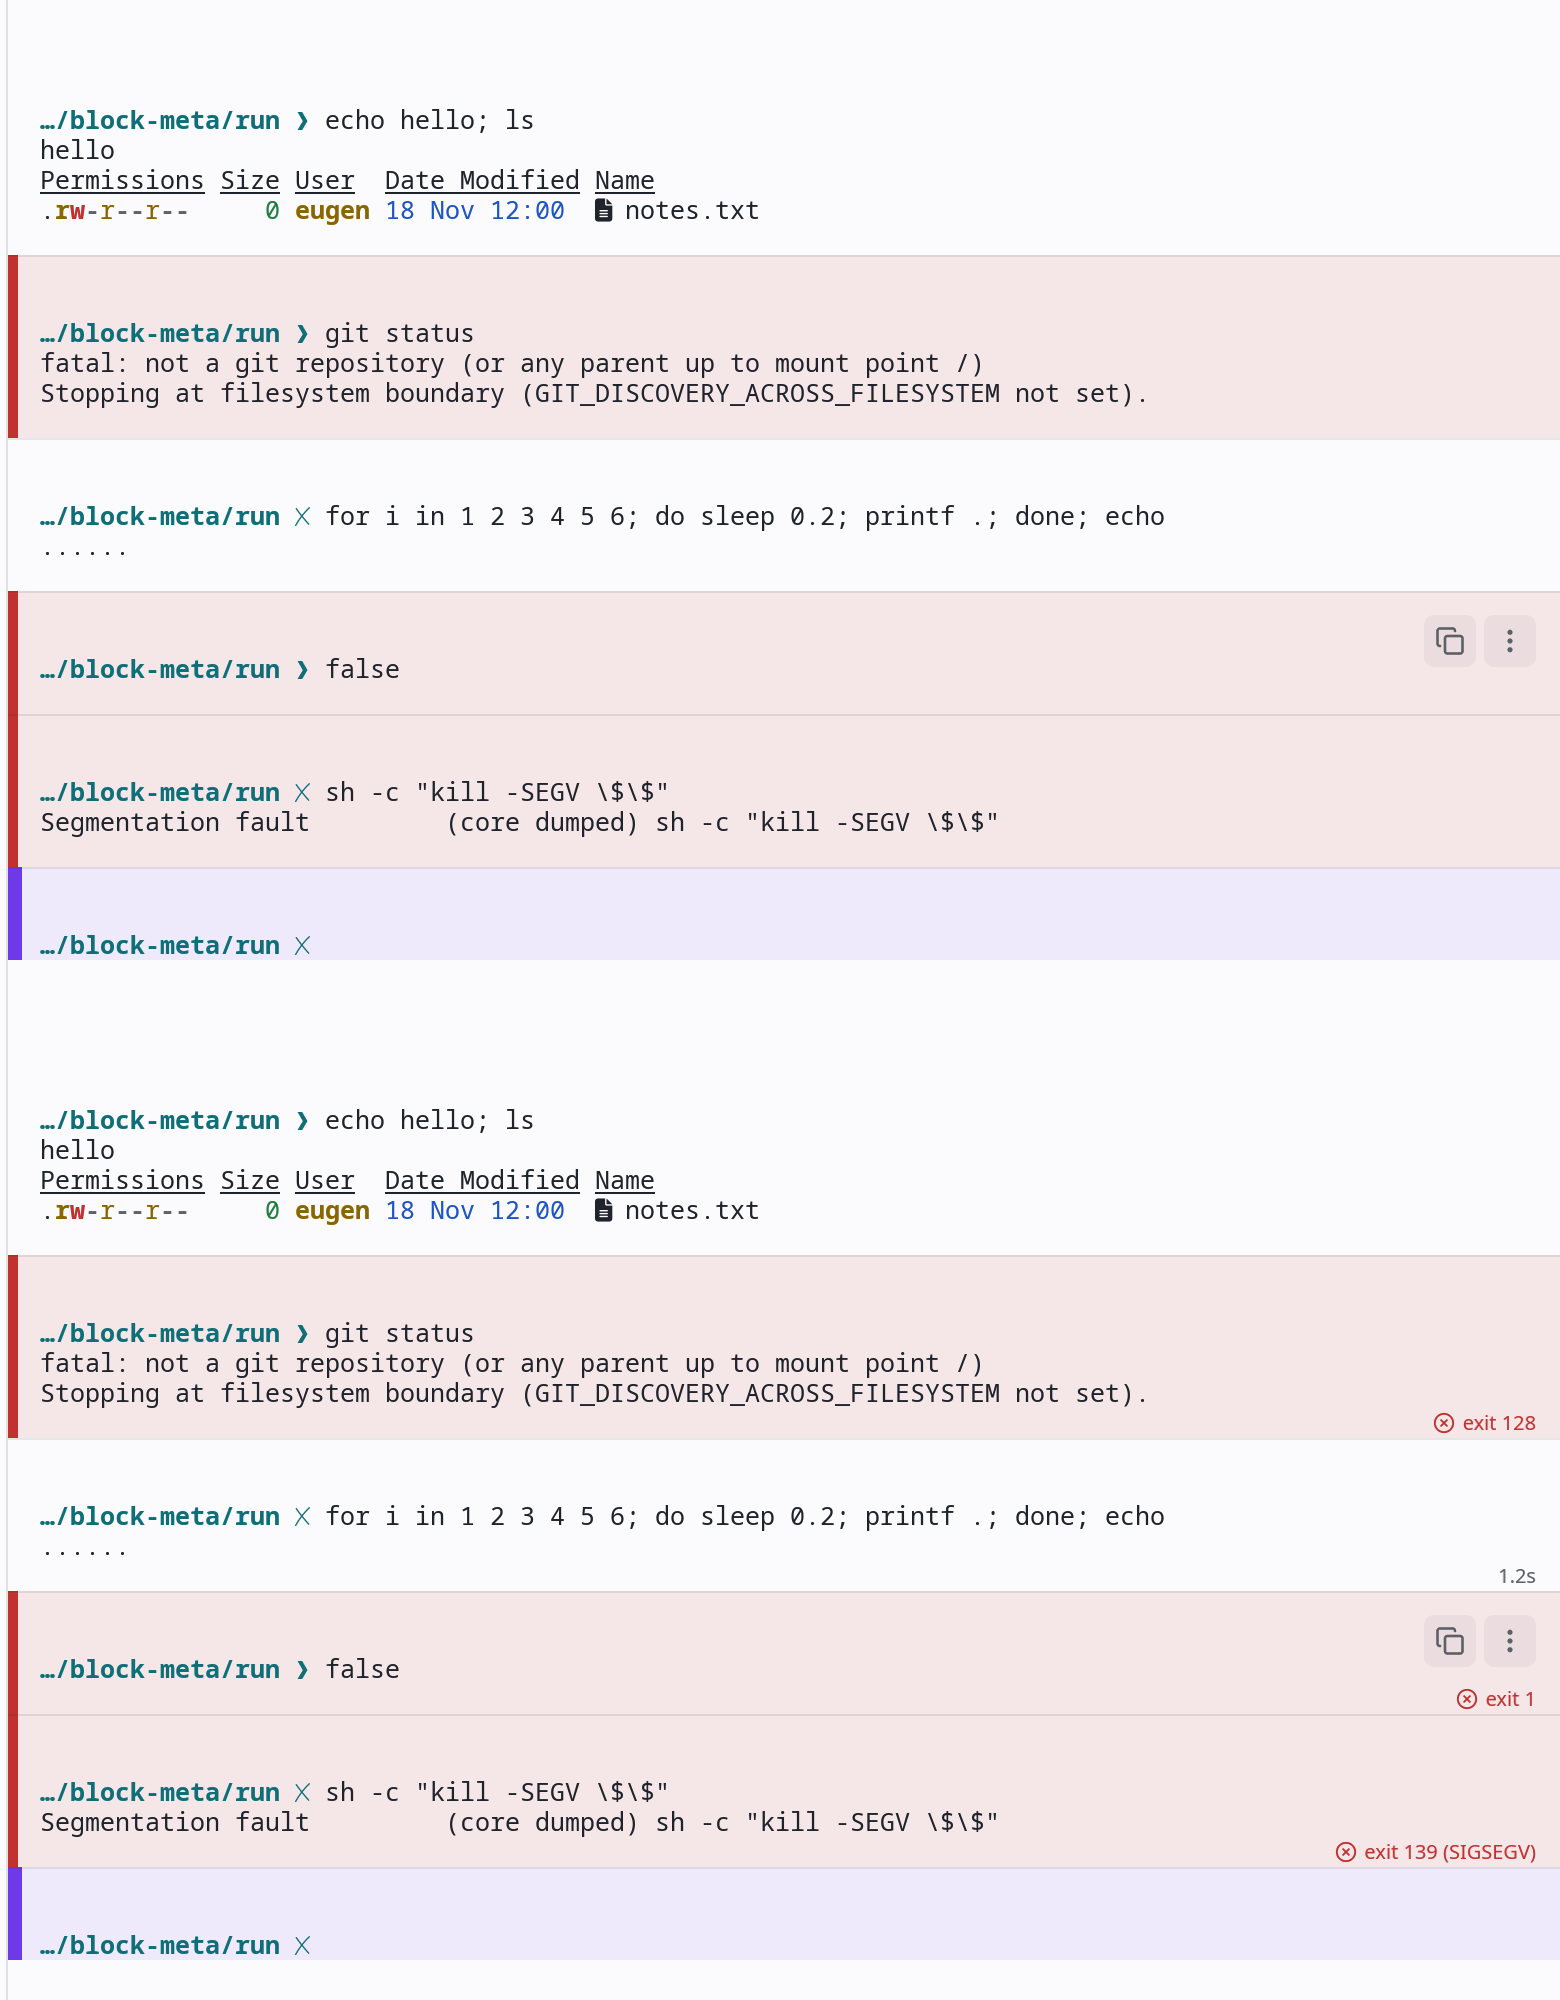 …/block-meta/run ❯ echo hello; ls
hello
Permissions Size User  Date Modified Name
.rw-r--r--     0 eugen 18 Nov 12:00  notes.txt
…/block-meta/run ❯ git status
fatal: not a git repository (or any parent up to mount point /)
Stopping at filesystem boundary (GIT_DISCOVERY_ACROSS_FILESYSTEM not set).
…/block-meta/run ╳ for i in 1 2 3 4 5 6; do sleep 0.2; printf .; done; echo
......
…/block-meta/run ❯ false
…/block-meta/run ╳ sh -c "kill -SEGV \$\$"
Segmentation fault         (core dumped) sh -c "kill -SEGV \$\$"
…/block-meta/run ╳
…/block-meta/run ❯ echo hello; ls
hello
Permissions Size User  Date Modified Name
.rw-r--r--     0 eugen 18 Nov 12:00  notes.txt
…/block-meta/run ❯ git status
fatal: not a git repository (or any parent up to mount point /)
Stopping at filesystem boundary (GIT_DISCOVERY_ACROSS_FILESYSTEM not set).
exit 128
…/block-meta/run ╳ for i in 1 2 3 4 5 6; do sleep 0.2; printf .; done; echo
......
1.2s
…/block-meta/run ❯ false
exit 1
…/block-meta/run ╳ sh -c "kill -SEGV \$\$"
Segmentation fault         (core dumped) sh -c "kill -SEGV \$\$"
exit 139 (SIGSEGV)
…/block-meta/run ╳